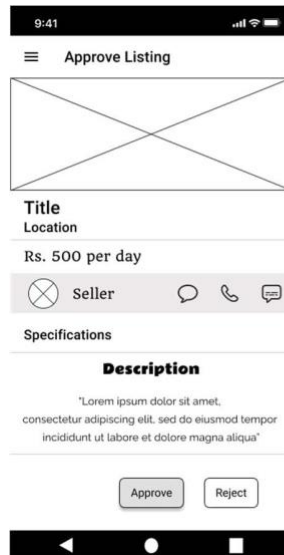 9:41
Approve Listing
Title
Location
Rs. 500 per day
Seller
Specifications
Description
"Lorem ipsum dolor sit amet,
consectetur adipiscing elit, sed do eiusmod tempor
incididunt ut labore et dolore magna aliqua"
Approve Reject